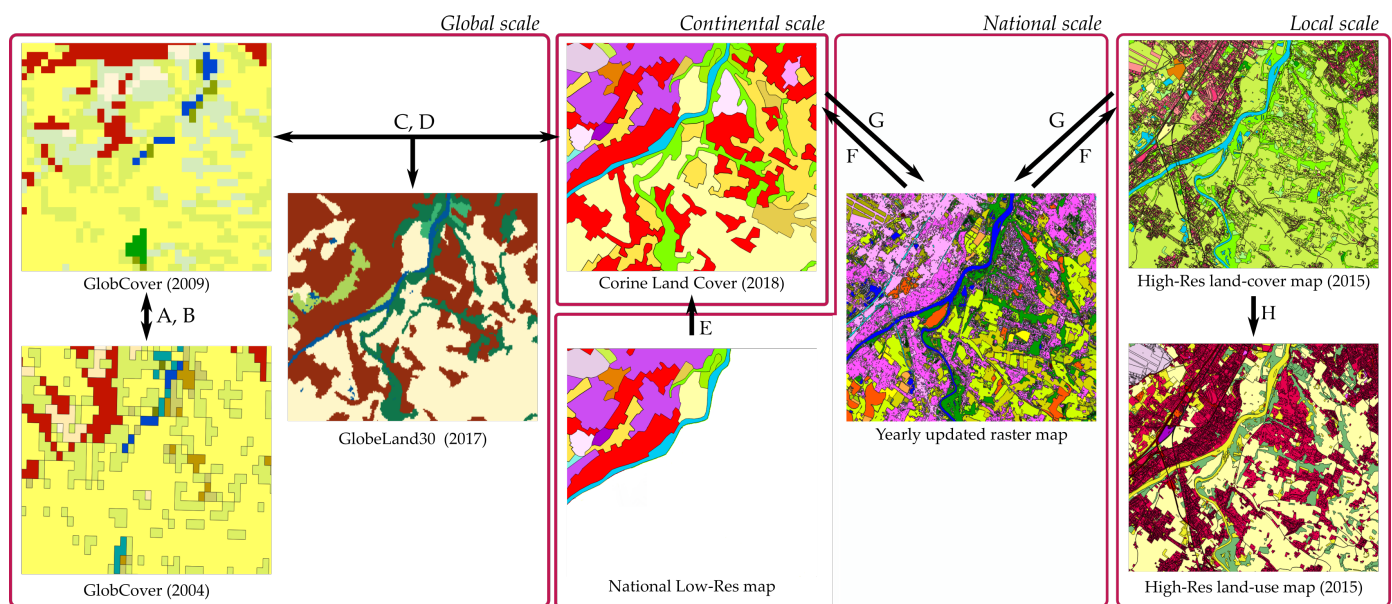 Global scale
Continental scale
National scale
Local scale
GlobCover (2009)
A, B
GlobCover (2004)
C, D
GlobeLand30 (2017)
Corine Land Cover (2018)
E
National Low-Res map
G
F
G
F
Yearly updated raster map
High-Res land-cover map (2015)
H
High-Res land-use map (2015)